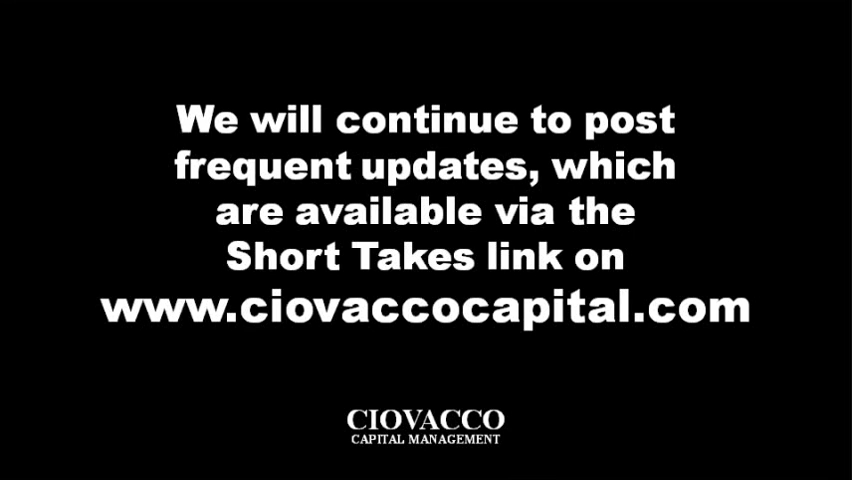 We will continue to post
frequent updates, which
are available via the
Short Takes link on
www.ciovaccocapital.com
CIOVACCO
CAPITAL MANAGEMENT